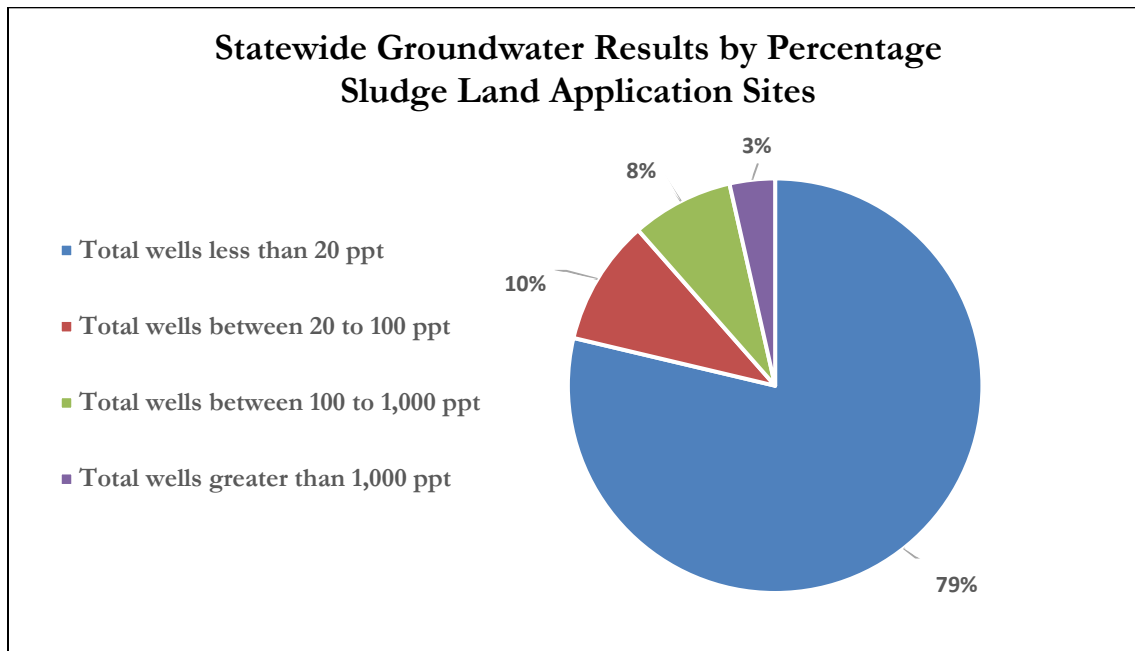 Statewide Groundwater Results by Percentage
Sludge Land Application Sites
3%
8%
10%
79%
Total wells less than 20 ppt
Total wells between 20 to 100 ppt
Total wells between 100 to 1,000 ppt
Total wells greater than 1,000 ppt